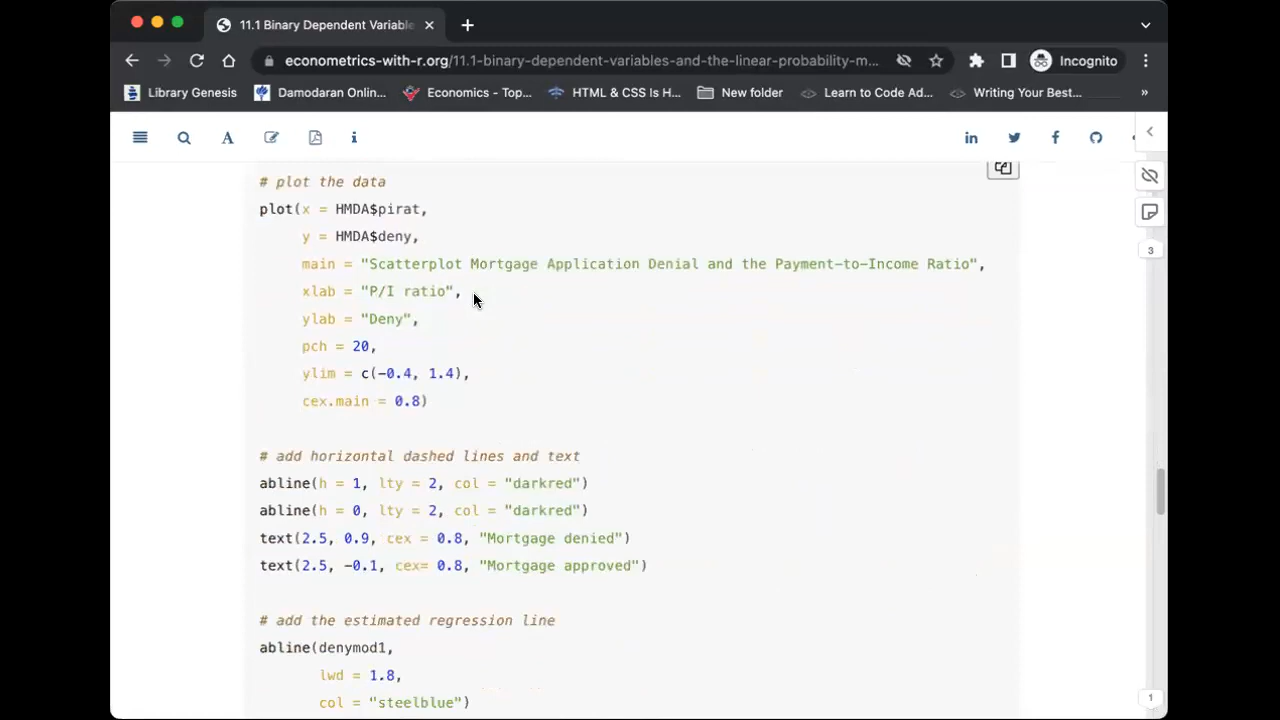 11.1 Binary Dependent Variable
econometrics-with-r.org/11.1-binary-dependent-variables-and-the-linear-probability-m...
Incognito
Library Genesis
Damodaran Onlin...
Economics - Top...
HTML & CSS Is H...
New folder
Learn to Code Ad...
Writing Your Best...
»
# plot the data
plot(x = HMDA$pirat,
y = HMDA$deny,
main = "Scatterplot Mortgage Application Denial and the Payment-to-Income Ratio",
xlab = "P/I ratio",
ylab = "Deny",
pch = 20,
ylim = c(-0.4, 1.4),
cex.main = 0.8)
# add horizontal dashed lines and text
abline(h = 1, lty = 2, col = "darkred")
abline(h = 0, lty = 2, col = "darkred")
text(2.5, 0.9, cex = 0.8, "Mortgage denied")
text(2.5, -0.1, cex= 0.8, "Mortgage approved")
# add the estimated regression line
abline(denymod1,
lwd = 1.8,
col = "steelblue")
3
1